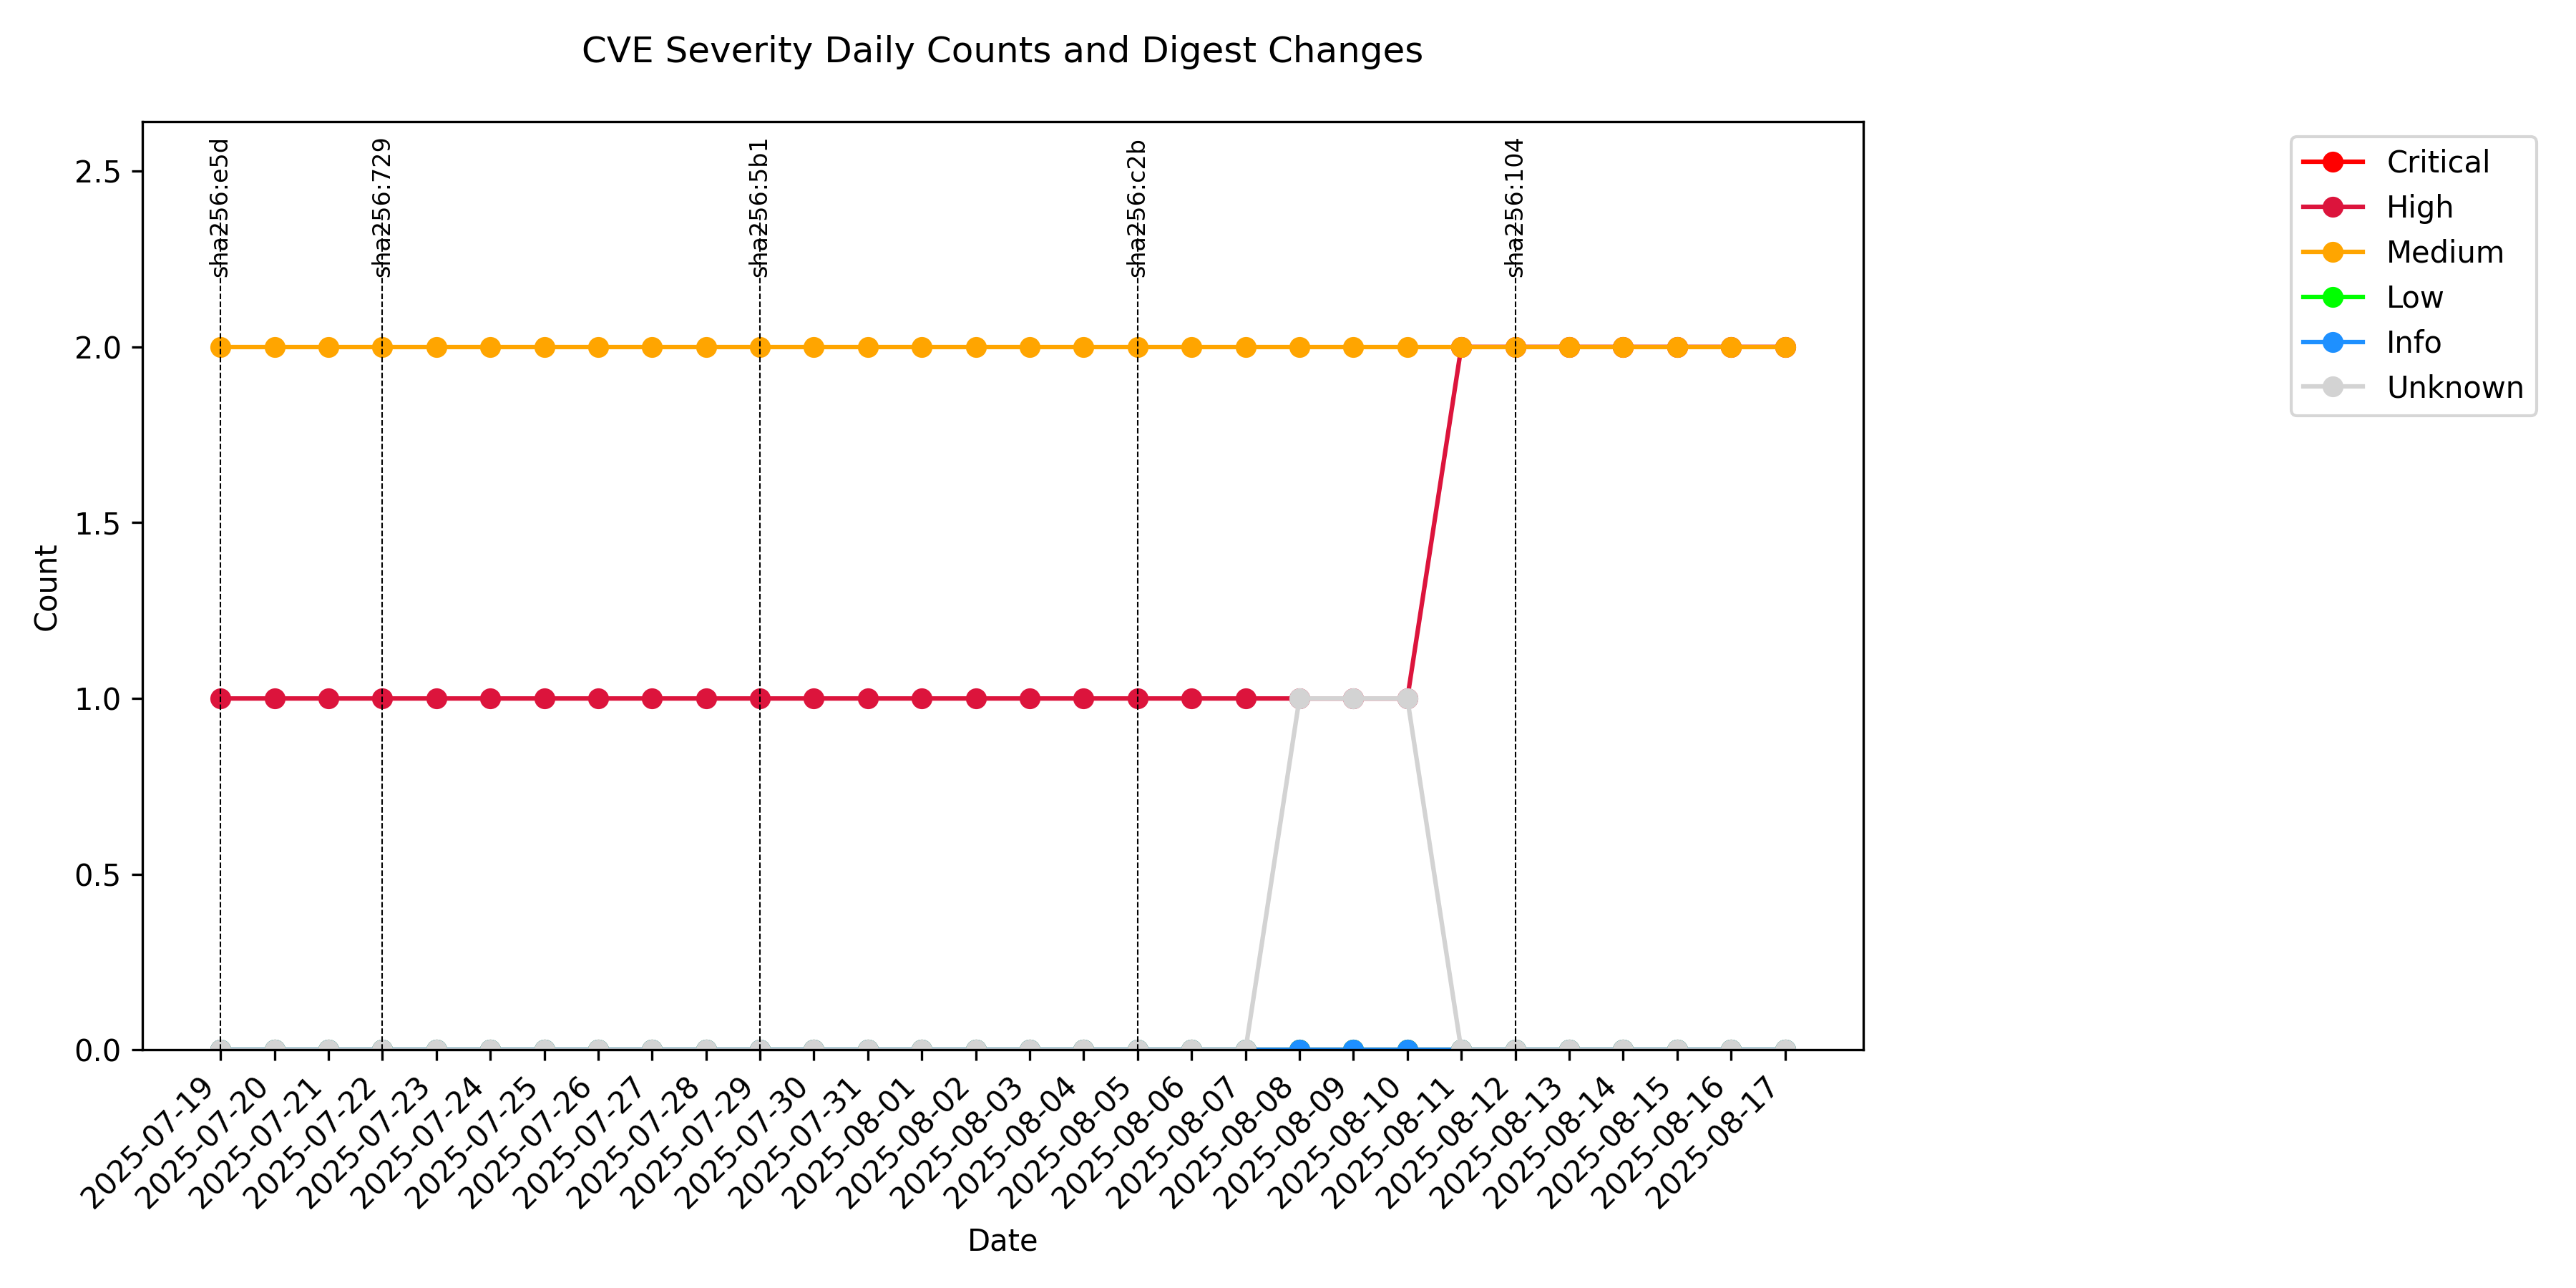 CVE Severity Daily Counts and Digest Changes
sha256:e5d
sha256:729
sha256:5b1
sha256:c2b
sha256:104
2.5
2.0
1.5
1.0
0.5
0.0
Count
2025-07-19
2025-07-20
2025-07-21
2025-07-22
2025-07-23
2025-07-24
2025-07-25
2025-07-26
2025-07-27
2025-07-28
2025-07-29
2025-07-30
2025-07-31
2025-08-01
2025-08-02
2025-08-03
2025-08-04
2025-08-05
2025-08-06
2025-08-07
2025-08-08
2025-08-09
2025-08-10
2025-08-11
2025-08-12
2025-08-13
2025-08-14
2025-08-15
2025-08-16
2025-08-17
Date
Critical
High
Medium
Low
Info
Unknown